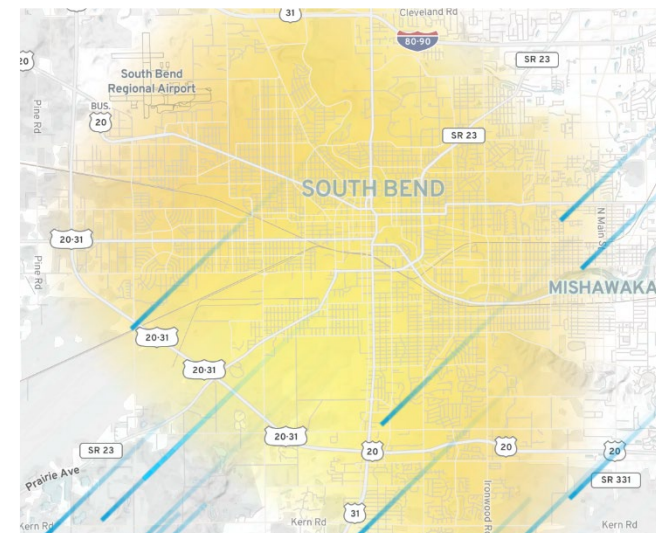 31
Cleveland Rd
20
80-90
SR 23
South Bend
Regional Airport
Pine Rd
BUS.
20
SR 23
SOUTH BEND
N Main St
20-31
Pine Rd
MISHAWAKA
20-31
20-31
20-31
SR 23
20
20
20
Prairie Ave
SR 331
Ironwood Rd
Kern Rd
Kern Rd
31
Kern Rd